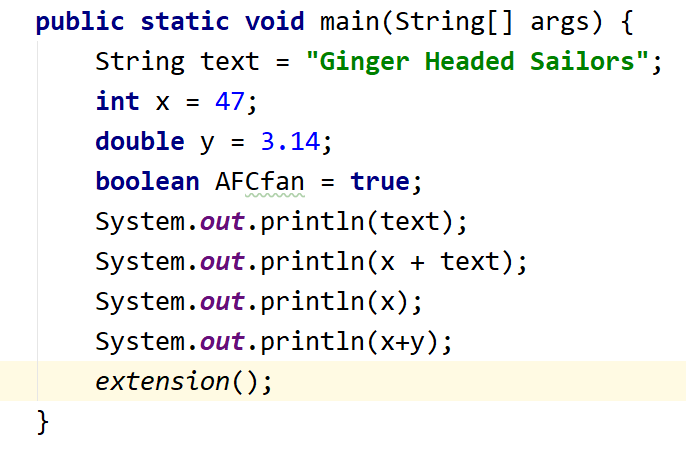 public static void main(String[] args) {
    String text = "Ginger Headed Sailors";
    int x = 47;
    double y = 3.14;
    boolean AFCfan = true;
    System.out.println(text);
    System.out.println(x + text);
    System.out.println(x);
    System.out.println(x+y);
    extension();
}